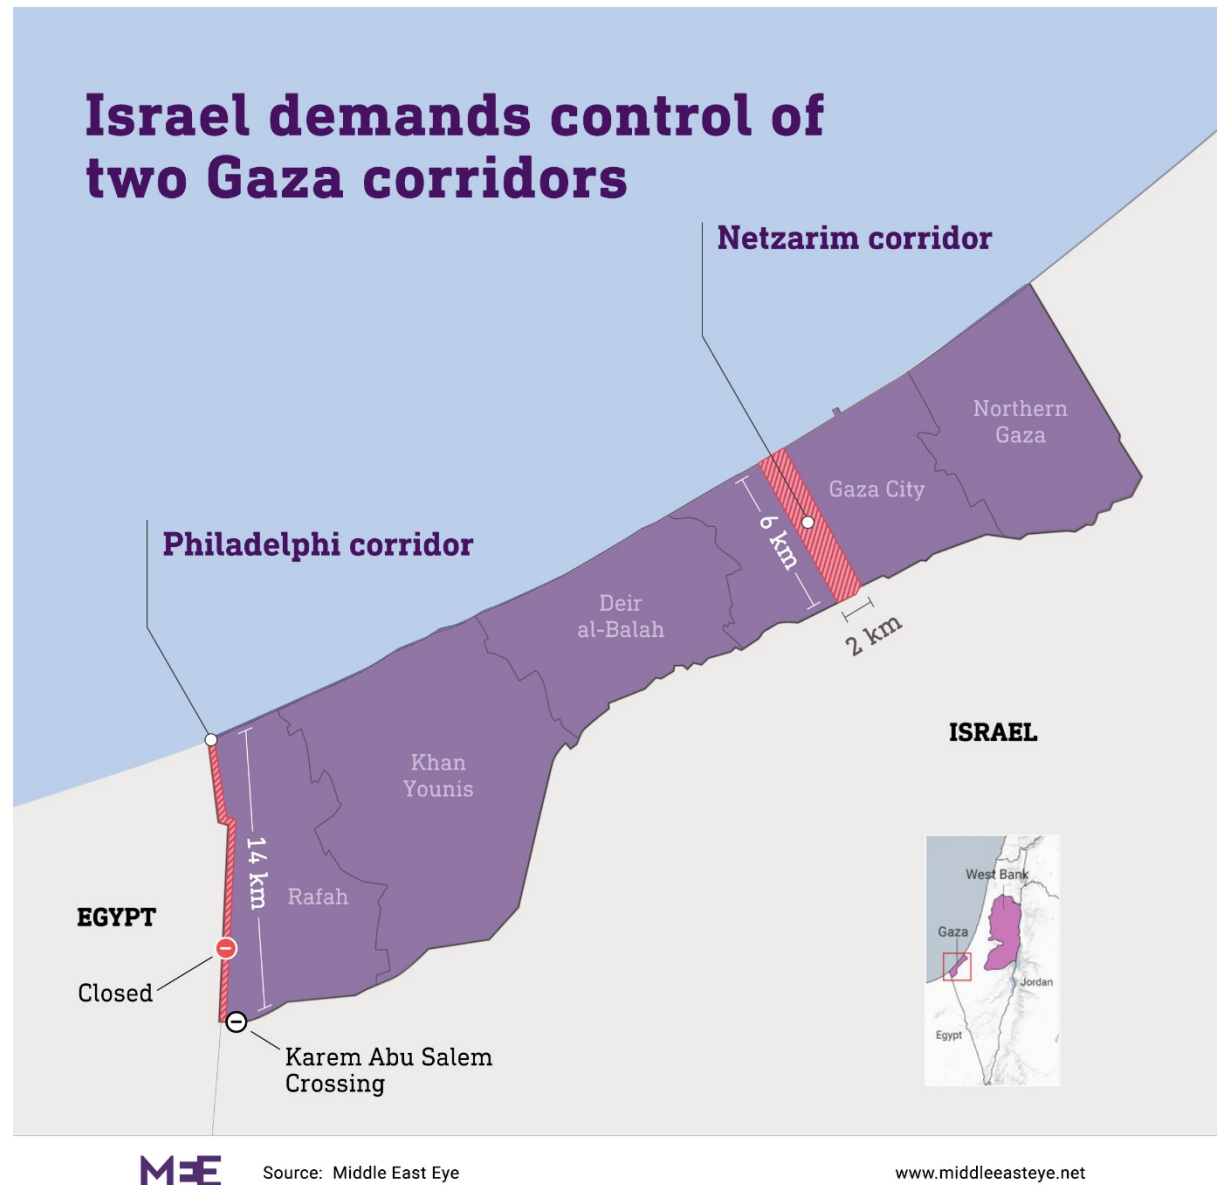 Israel demands control of
two Gaza corridors
Netzarim corridor
Northern
Gaza
Gaza City
6 km
2 km
Philadelphi corridor
Deir
al-Balah
Khan
Younis
ISRAEL
14 km
Rafah
EGYPT
Closed
Karem Abu Salem
Crossing
West Bank
Gaza
Jordan
Egypt
MEE
Source: Middle East Eye
www.middleeasteye.net